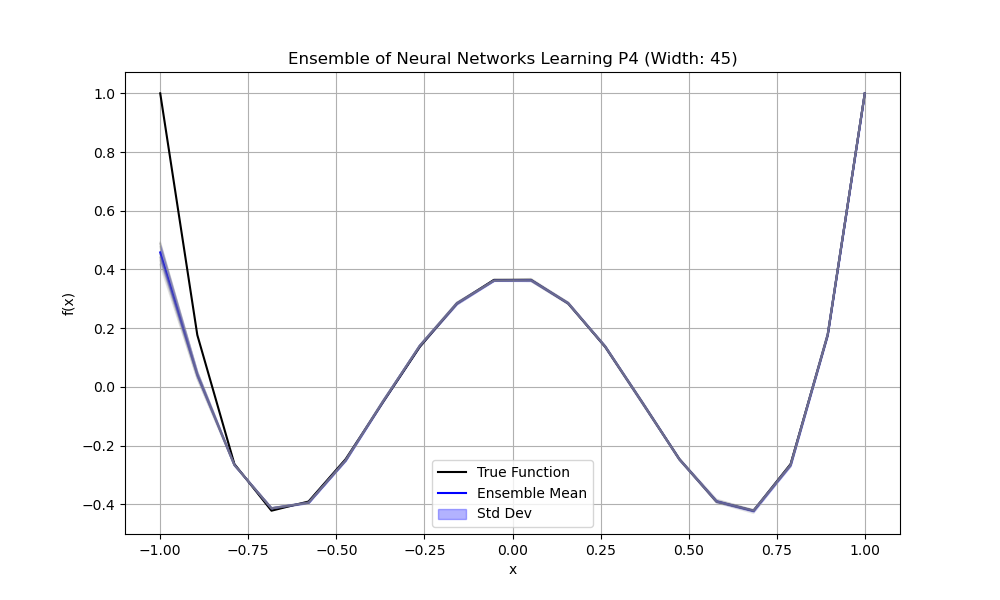 Ensemble of Neural Networks Learning P4 (Width: 45)
1.0
0.8
0.6
0.4
0.2
0.0
−0.2
−0.4
f(x)
True Function
Ensemble Mean
Std Dev
−1.00 −0.75 −0.50 −0.25 0.00 0.25 0.50 0.75 1.00
x